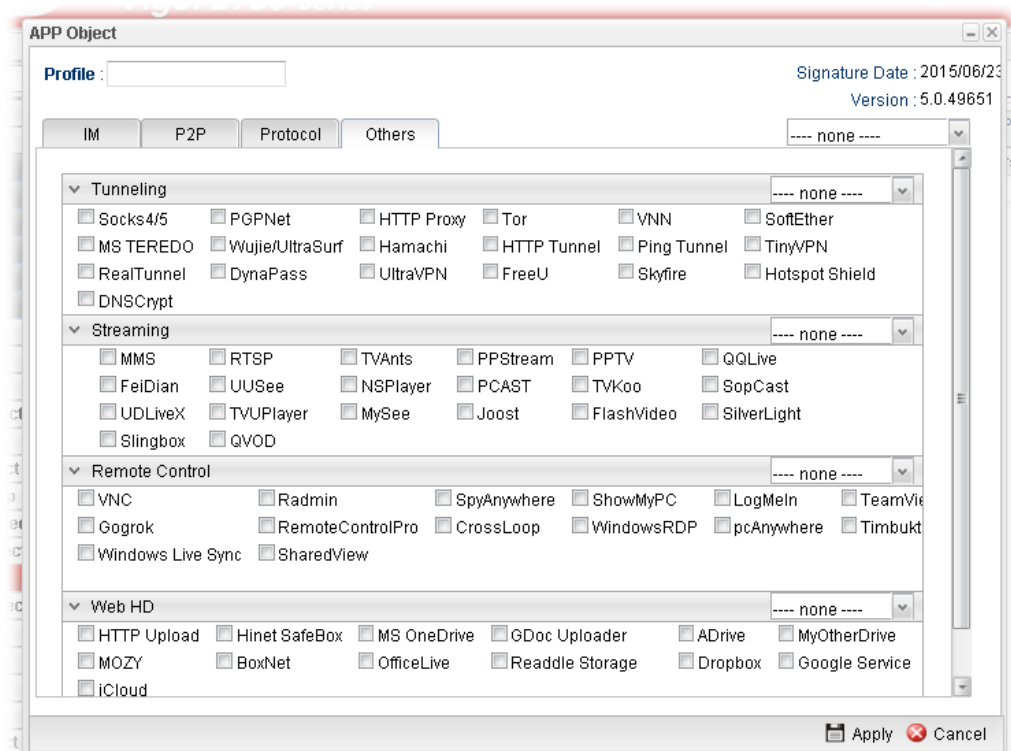 APP Object
Profile :
Signature Date : 2015/06/23
Version : 5.0.49651
IM P2P Protocol Others
---- none ----
Tunneling ---- none ----
Socks4/5 PGPNet HTTP Proxy Tor VNN SoftEther
MS TEREDO Wujie/UltraSurf Hamachi HTTP Tunnel Ping Tunnel TinyVPN
RealTunnel DynaPass UltraVPN FreeU Skyfire Hotspot Shield
DNSCrypt
Streaming ---- none ----
MMS RTSP TVAnts PPStream PPTV QQLive
FeiDian UUSee NSPlayer PCAST TVKoo SopCast
UDLiveX TVUPlayer MySee Joost FlashVideo SilverLight
Slingbox QVOD
Remote Control ---- none ----
VNC Radmin SpyAnywhere ShowMyPC LogMeIn TeamVie
Gogrok RemoteControlPro CrossLoop WindowsRDP pcAnywhere Timbukt
Windows Live Sync SharedView
Web HD ---- none ----
HTTP Upload Hinet SafeBox MS OneDrive GDoc Uploader ADrive MyOtherDrive
MOZY BoxNet OfficeLive Readdle Storage Dropbox Google Service
iCloud
Apply Cancel